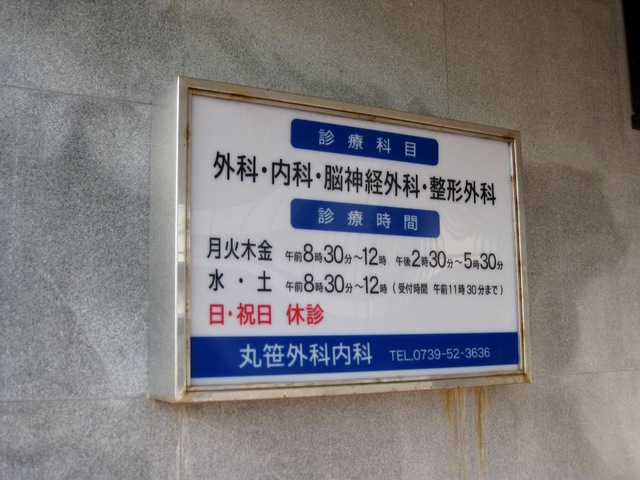 診療科目
外科・内科・脳神経外科・整形外科
診療時間
月火木金 午前8時30分～12時 午後2時30分～5時30分
水・土 午前8時30分～12時 (受付時間 午前11時30分まで)
日・祝日 休診
丸笹外科内科 TEL.0739-52-3636